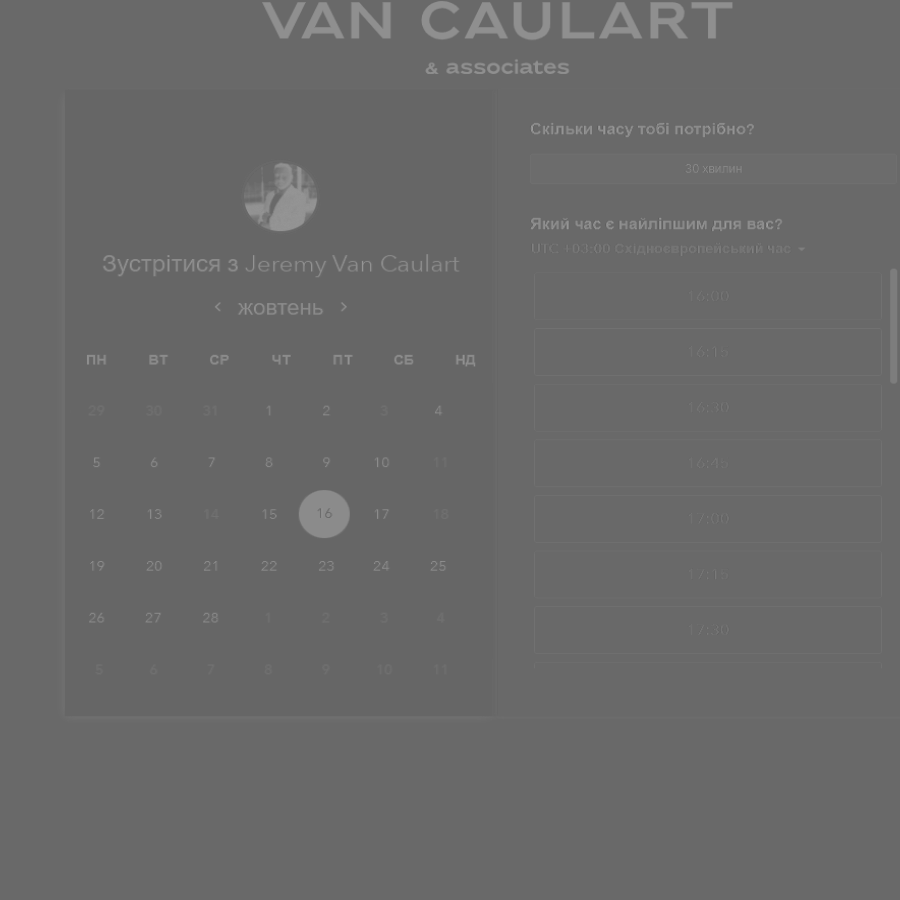 VAN CAULART
& associates
Зустрітися з Jeremy Van Caulart
жовтень
ПН ВТ СР ЧТ ПТ СБ НД
29 30 31 1 2 3 4
5 6 7 8 9 10 11
12 13 14 15 16 17 18
19 20 21 22 23 24 25
26 27 28 1 2 3 4
5 6 7 8 9 10 11
Скільки часу тобі потрібно?
30 хвилин
Який час є найліпшим для вас?
UTC +03:00 Східноєвропейський час
16:00
16:15
16:30
16:45
17:00
17:15
17:30